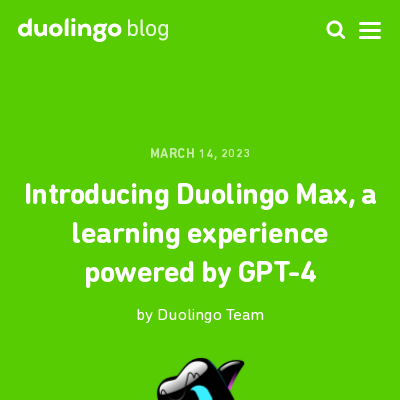 duolingo blog
MARCH 14, 2023
Introducing Duolingo Max, a
learning experience
powered by GPT-4
by Duolingo Team